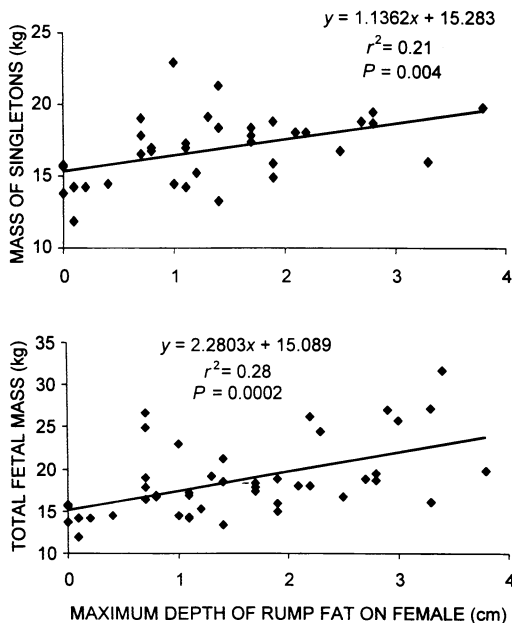 y = 1.1362x + 15.283
r² = 0.21
P = 0.004
MASS OF SINGLETONS (kg)
25
20
15
10
0
1
2
3
4
y = 2.2803x + 15.089
r² = 0.28
P = 0.0002
TOTAL FETAL MASS (kg)
35
30
25
20
15
10
0
1
2
3
4
MAXIMUM DEPTH OF RUMP FAT ON FEMALE (cm)